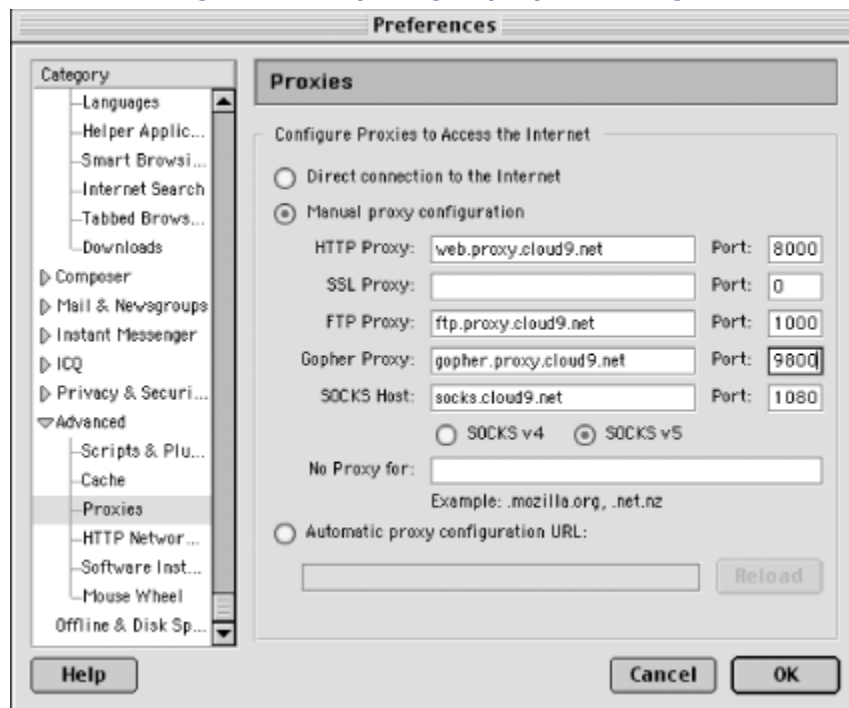 Preferences
Category
Languages
Helper Applic...
Smart Browsi...
Internet Search
Tabbed Brows...
Downloads
Composer
Mail & Newsgroups
Instant Messenger
ICQ
Privacy & Securi...
Advanced
Scripts & Plu...
Cache
Proxies
HTTP Networ...
Software Inst...
Mouse Wheel
Offline & Disk Sp...
Proxies
Configure Proxies to Access the Internet
Direct connection to the Internet
Manual proxy configuration
HTTP Proxy: web.proxy.cloud9.net Port: 8000
SSL Proxy: Port: 0
FTP Proxy: ftp.proxy.cloud9.net Port: 1000
Gopher Proxy: gopher.proxy.cloud9.net Port: 9800
SOCKS Host: socks.cloud9.net Port: 1080
SOCKS v4 SOCKS v5
No Proxy for:
Example: .mozilla.org, .net.nz
Automatic proxy configuration URL:
Reload
Help Cancel OK